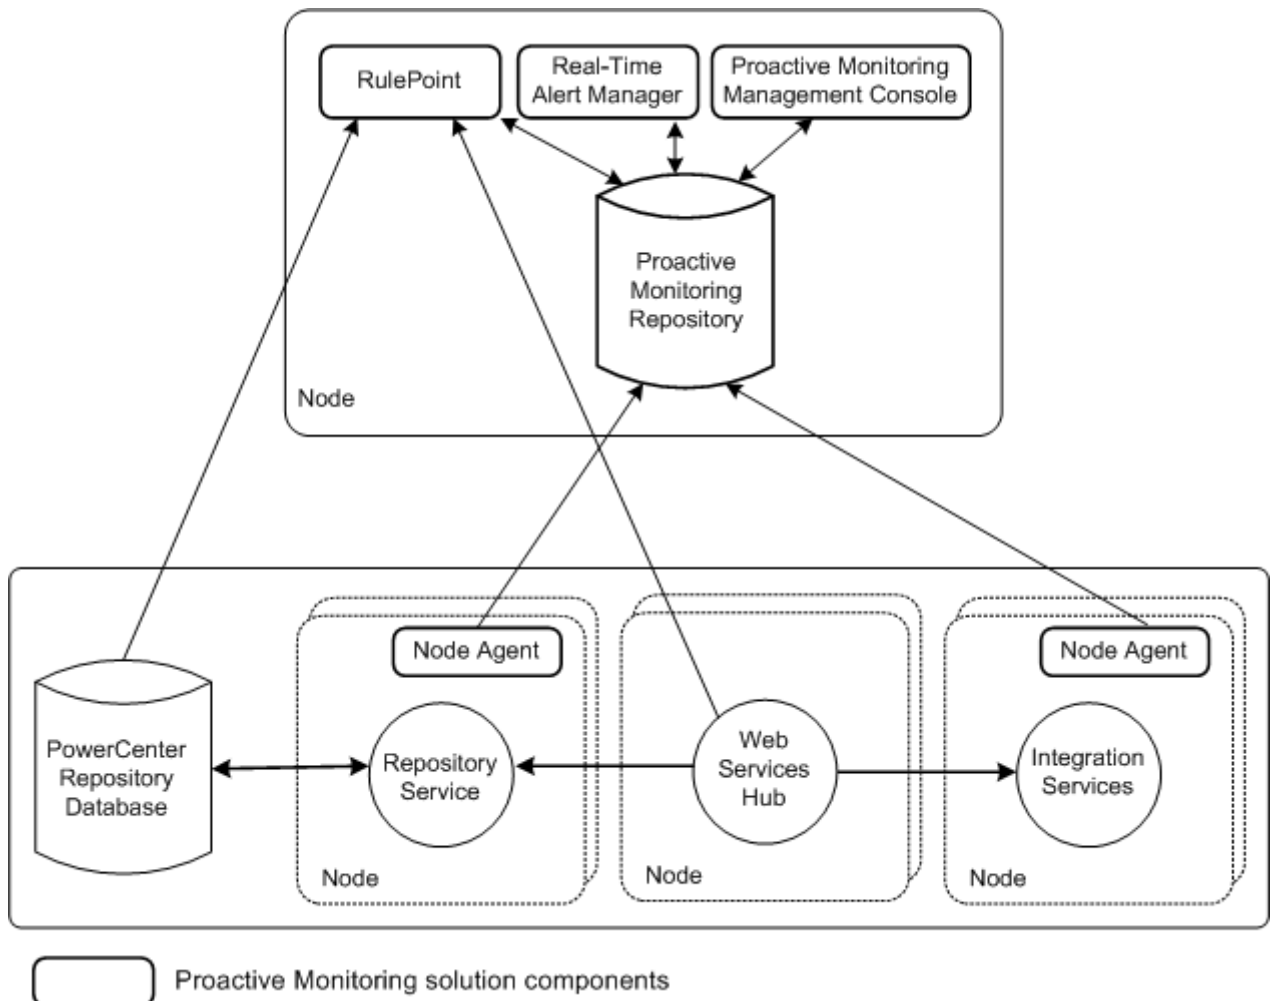 RulePoint
Real-Time
Alert Manager
Proactive Monitoring
Management Console
Proactive
Monitoring
Repository
Node
Node Agent
Node Agent
PowerCenter
Repository
Database
Repository
Service
Web
Services
Hub
Integration
Services
Node
Node
Node
Proactive Monitoring solution components